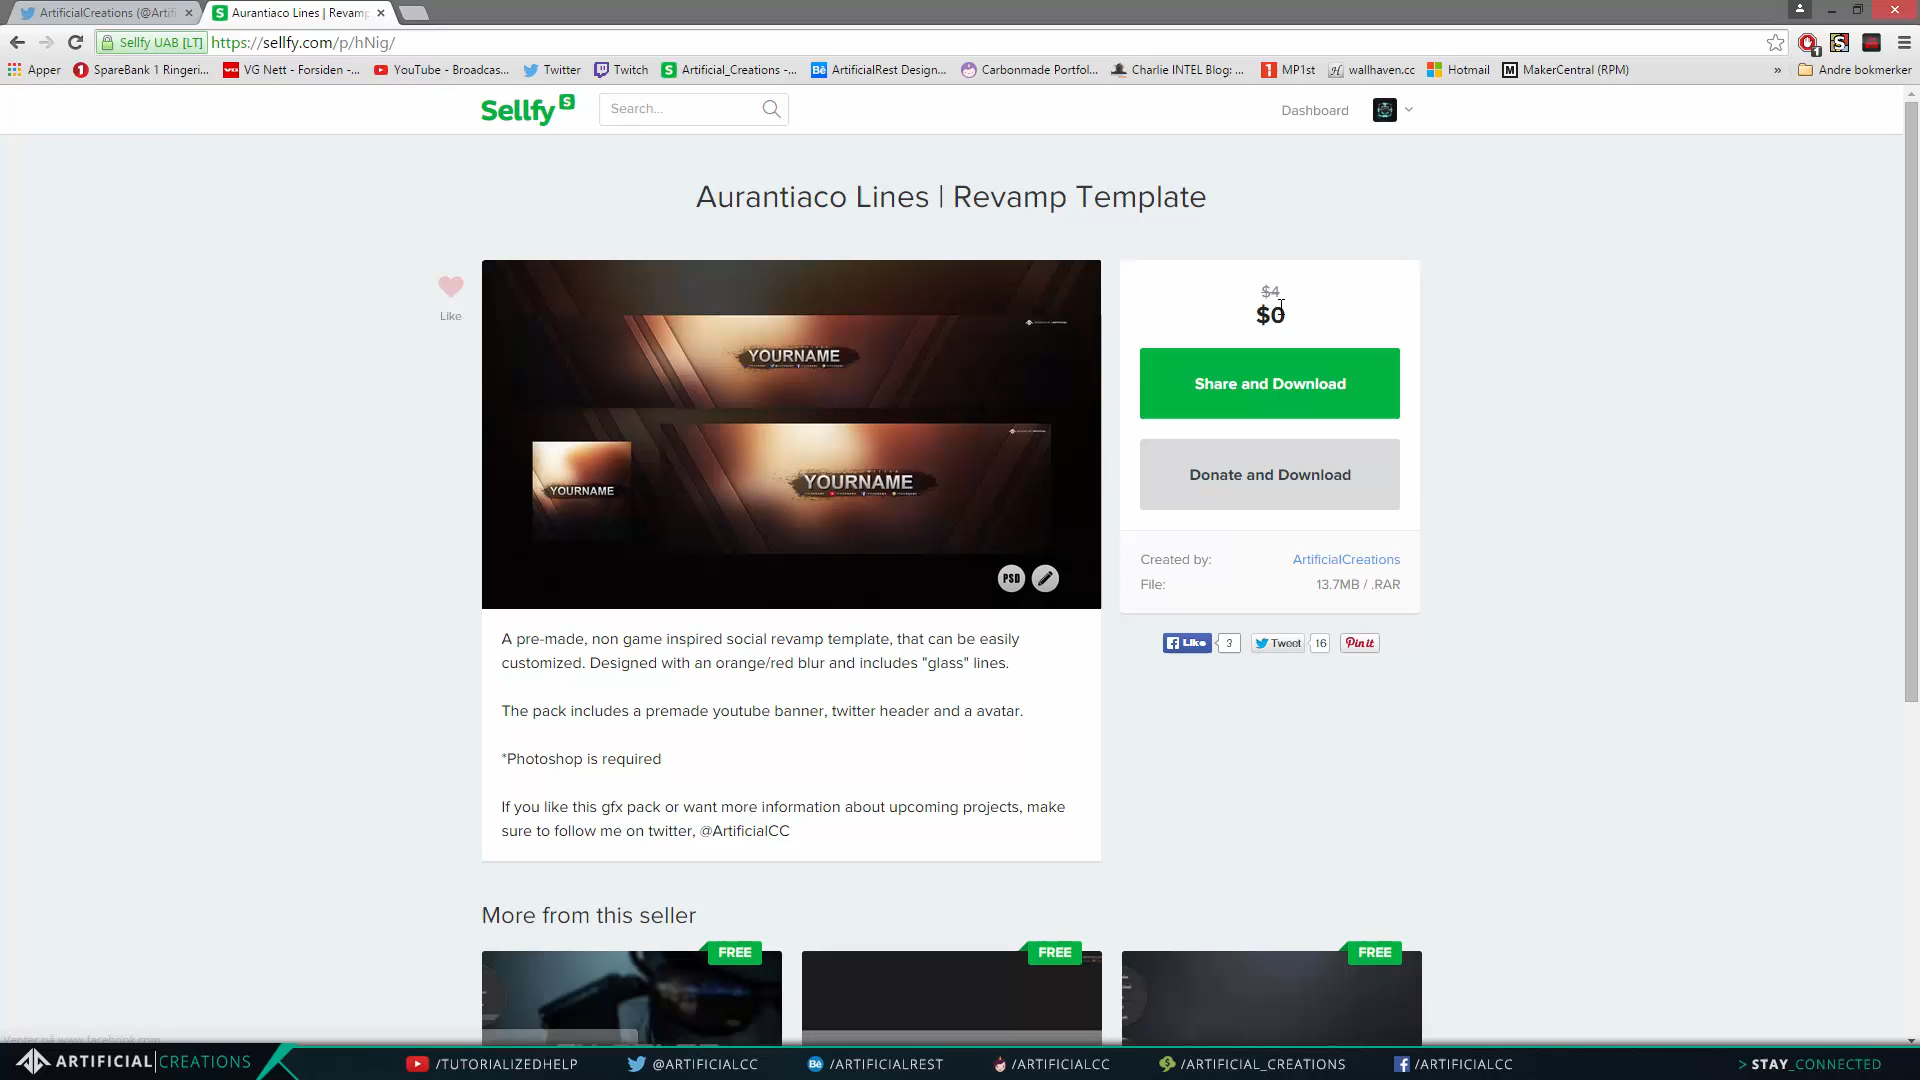 ArtificialCreations (@Artifi
Aurantiaco Lines | Revamp
Sellfy UAB [LT]
https://sellfy.com/p/hNig/
1
Apper
SpareBank 1 Ringeri...
VG Nett - Forsiden -...
YouTube - Broadcas...
Twitter
Twitch
Artificial_Creations -...
ArtificialRest Design...
Carbonmade Portfol...
Charlie INTEL Blog: ...
MP1st
wallhaven.cc
Hotmail
MakerCentral (RPM)
»
Andre bokmerker
Sellfy S
Search...
Dashboard
Aurantiaco Lines | Revamp Template
Like
YOURNAME
YOURNAME
YOURNAME
PSD
$4
$0
Share and Download
Donate and Download
Created by:
ArtificialCreations
File:
13.7MB / .RAR
Like
3
Tweet
16
Pin it
A pre-made, non game inspired social revamp template, that can be easily
customized. Designed with an orange/red blur and includes "glass" lines.
The pack includes a premade youtube banner, twitter header and a avatar.
*Photoshop is required
If you like this gfx pack or want more information about upcoming projects, make
sure to follow me on twitter, @ArtificialCC
More from this seller
FREE
FREE
FREE
Venter på www.facebook.com
ARTIFICIAL|CREATIONS
/TUTORIALIZEDHELP
@ARTIFICIALCC
/ARTIFICIALREST
/ARTIFICIALCC
/ARTIFICIAL_CREATIONS
/ARTIFICIALCC
> STAY_CONNECTED